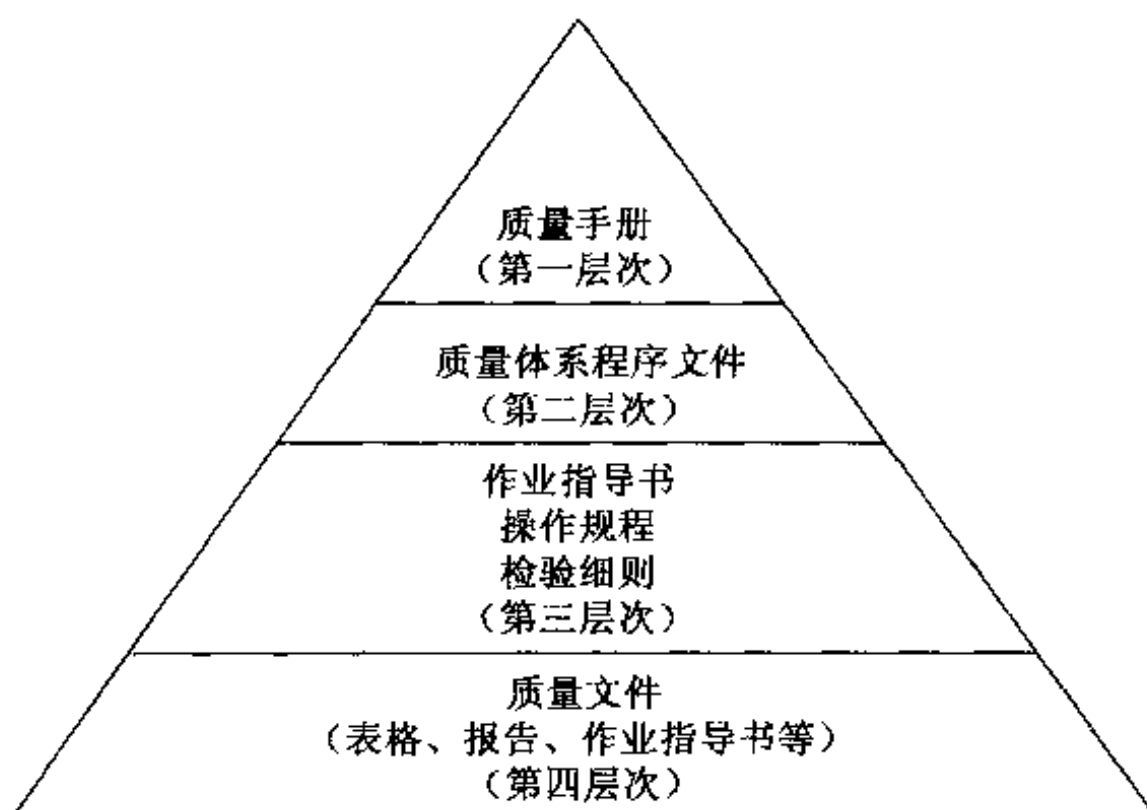 质量手册
（第一层次）
质量体系程序文件
（第二层次）
作业指导书
操作规程
检验细则
（第三层次）
质量文件
（表格、报告、作业指导书等）
（第四层次）